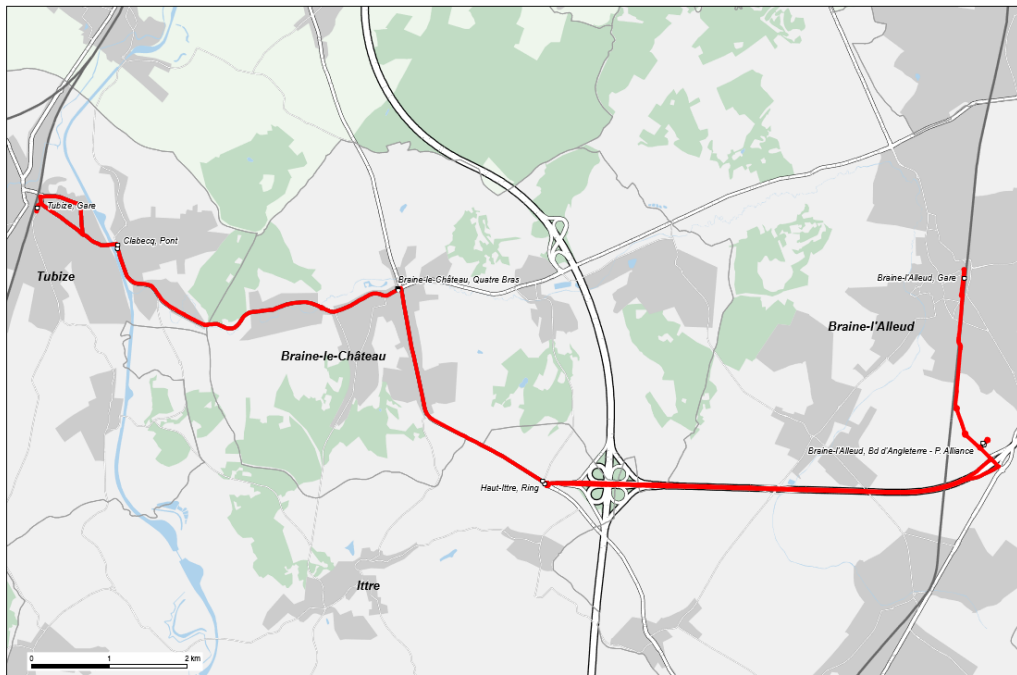 Tubize, Gare
Clabecq, Pont
Tubize
Braine-le-Château, Quatre Bras
Braine-l'Alleud, Gare
Braine-l'Alleud
Braine-le-Château
Braine-l'Alleud, Bd d'Angleterre - P. Alliance
Haut-Ittre, Ring
Ittre
0 1 2 km